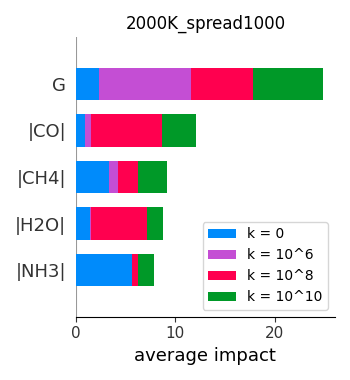 2000K_spread1000
G
|CO|
|CH4|
|H2O|
|NH3|
k = 0
k = 10^6
k = 10^8
k = 10^10
0 10 20
average impact